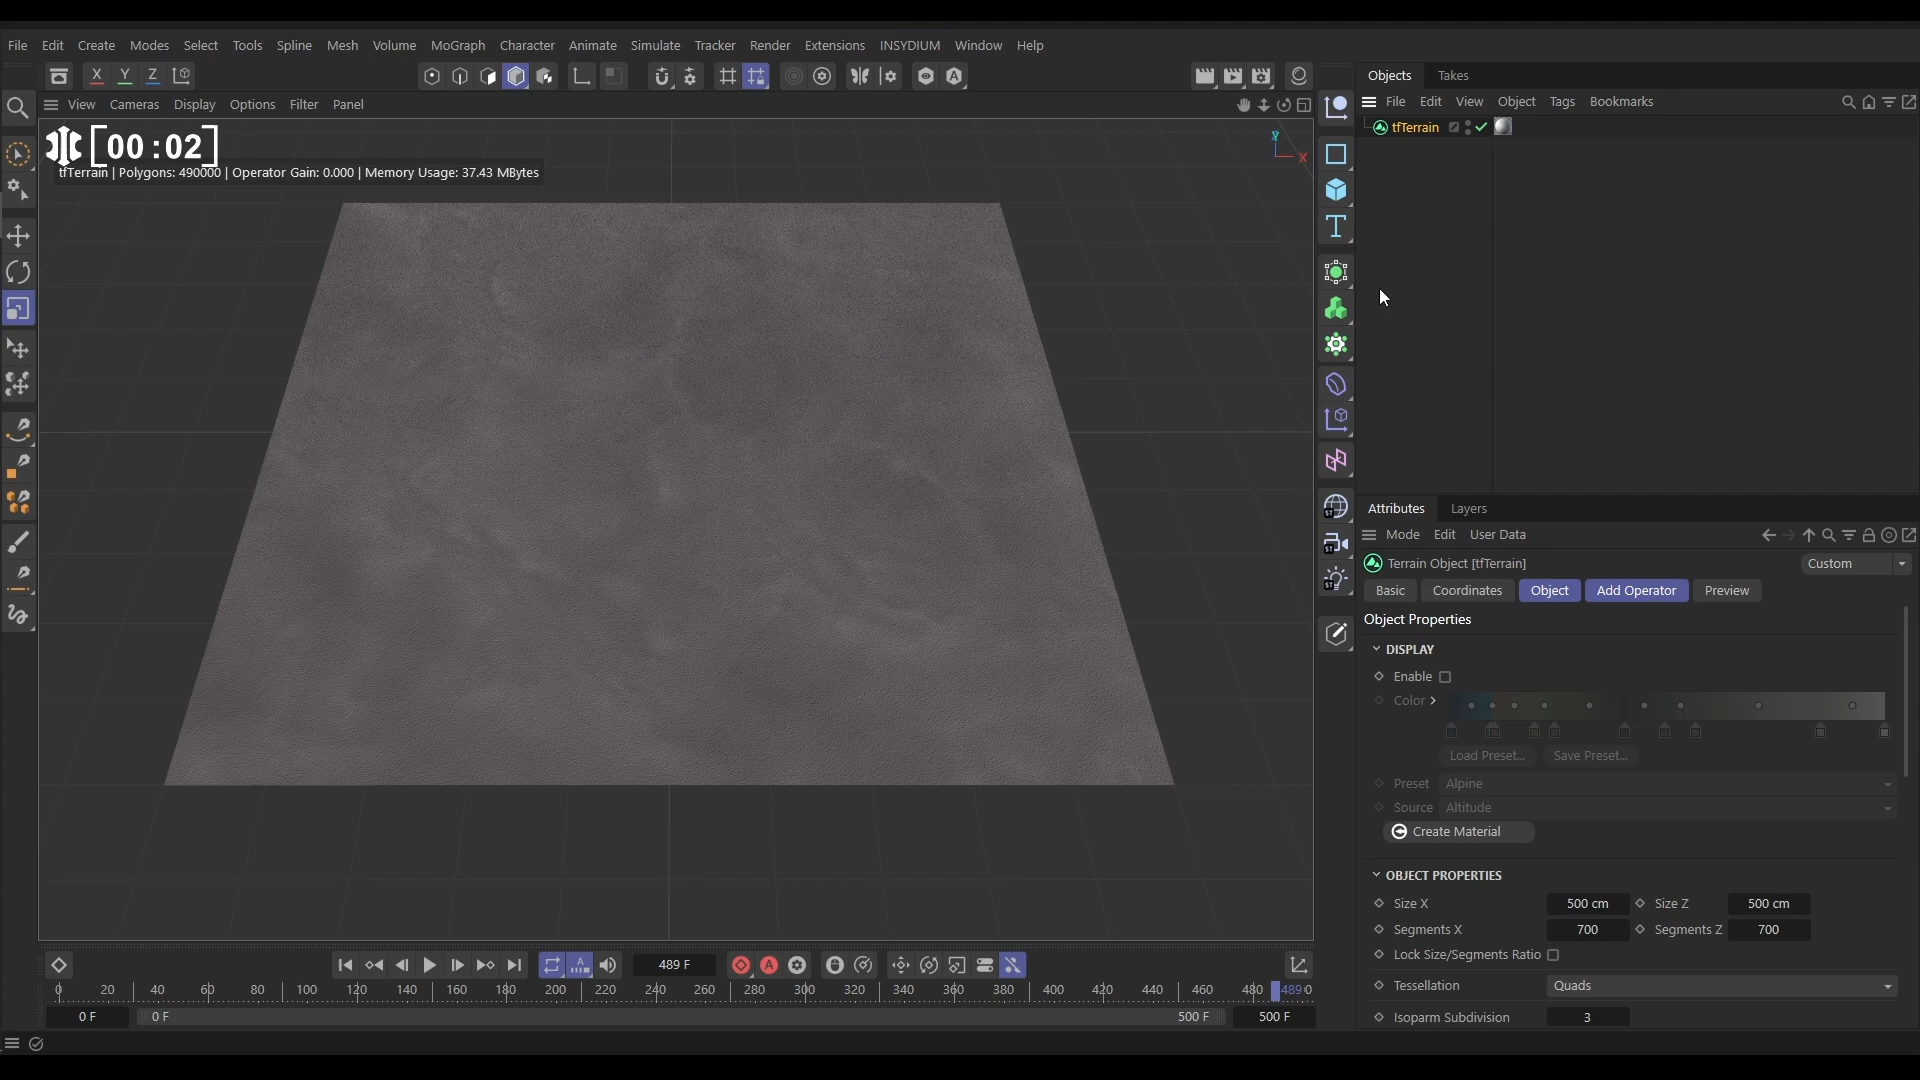 File Edit Create Modes Select Tools Spline Mesh Volume MoGraph Character Animate Simulate Tracker Render Extensions INSYDIUM Window Help
X Y Z
View Cameras Display Options Filter Panel
[00:02]
tfTerrain | Polygons: 490000 | Operator Gain: 0.000 | Memory Usage: 37.43 MBytes
Y
X
Objects Takes
File Edit View Object Tags Bookmarks
tfTerrain
ST
ST
ST
Attributes Layers
Mode Edit User Data
Terrain Object [tfTerrain] Custom
Basic Coordinates Object Add Operator Preview
Object Properties
DISPLAY
Enable
Color
Load Preset... Save Preset...
Preset Alpine
Source Altitude
Create Material
OBJECT PROPERTIES
Size X 500 cm Size Z 500 cm
Segments X 700 Segments Z 700
Lock Size/Segments Ratio
Tessellation Quads
Isoparm Subdivision 3
A 489 F A
0 20 40 60 80 100 120 140 160 180 200 220 240 260 280 300 320 340 360 380 400 420 440 460 480 489 0
0 F 0 F 500 F 500 F